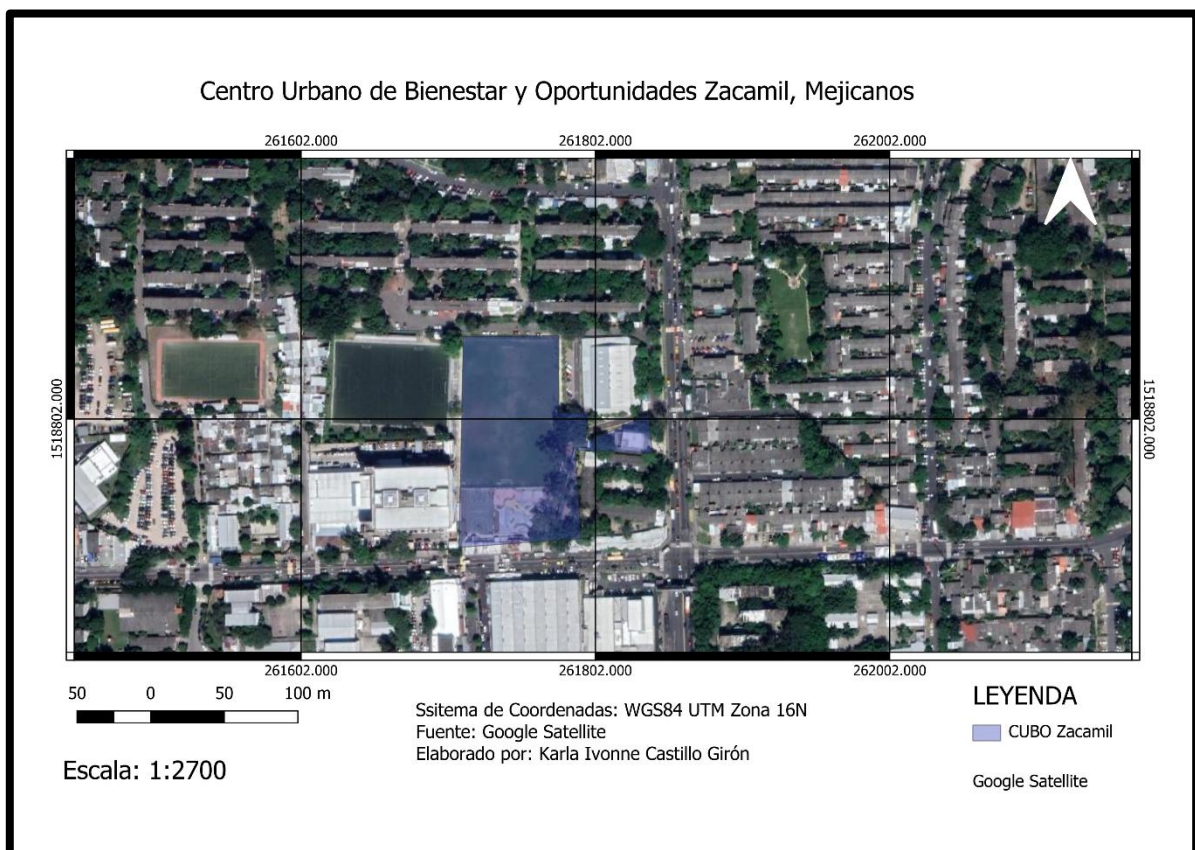 Centro Urbano de Bienestar y Oportunidades Zacamil, Mejicanos
261602.000 261802.000 262002.000
1518802.000
1518802.000
261602.000 261802.000 262002.000
50 0 50 100 m
Escala: 1:2700
Ssitema de Coordenadas: WGS84 UTM Zona 16N
Fuente: Google Satellite
Elaborado por: Karla Ivonne Castillo Girón
LEYENDA
CUBO Zacamil
Google Satellite